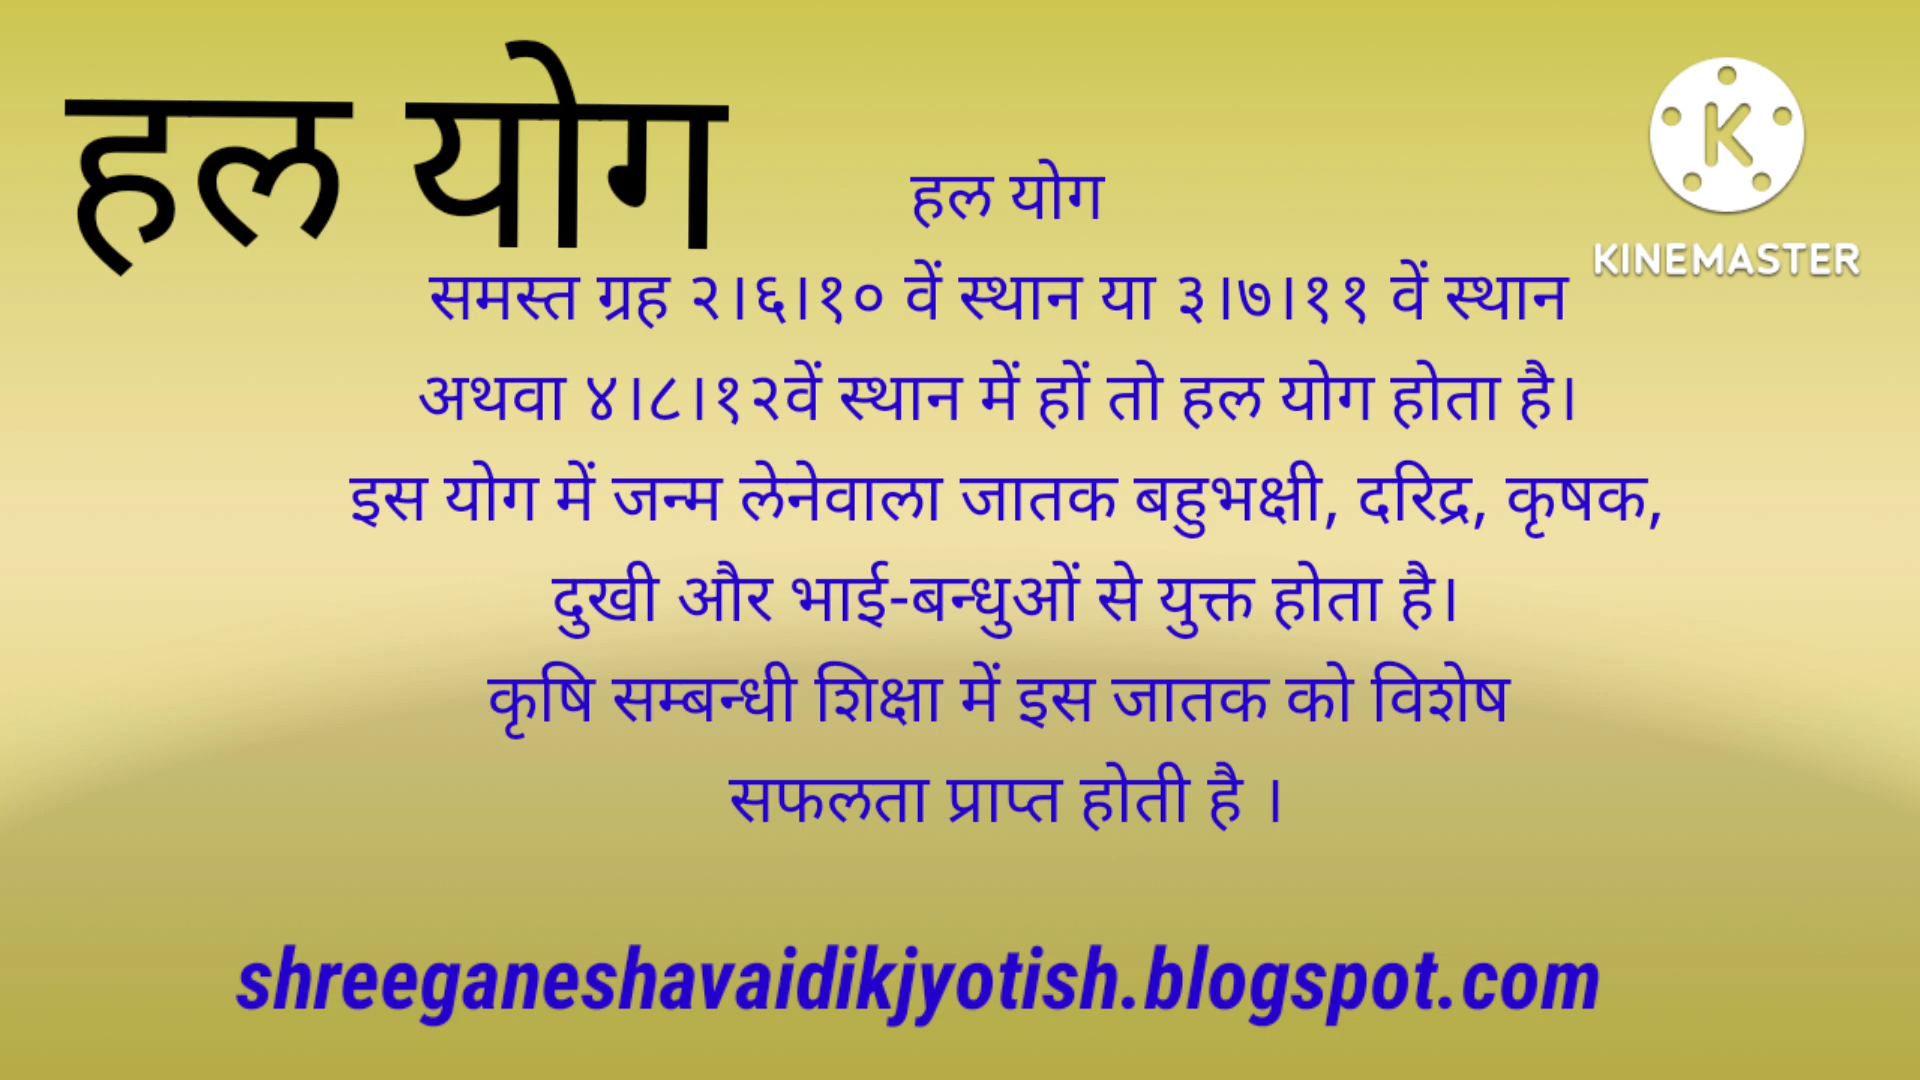 हल योग
हल योग
KINEMASTER
समस्त ग्रह २।६।१० वें स्थान या ३।७।११ वें स्थान
अथवा ४।८।१२वें स्थान में हों तो हल योग होता है।
इस योग में जन्म लेनेवाला जातक बहुभक्षी, दरिद्र, कृषक,
दुखी और भाई-बन्धुओं से युक्त होता है।
कृषि सम्बन्धी शिक्षा में इस जातक को विशेष
सफलता प्राप्त होती है ।
shreeganeshavaidikjyotish.blogspot.com